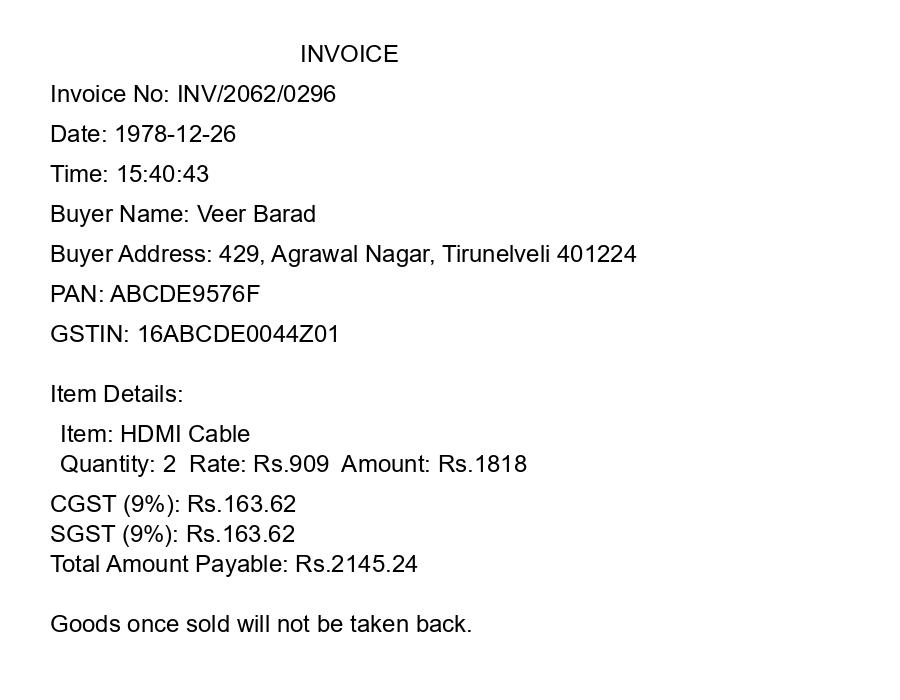 INVOICE
Invoice No: INV/2062/0296
Date: 1978-12-26
Time: 15:40:43
Buyer Name: Veer Barad
Buyer Address: 429, Agrawal Nagar, Tirunelveli 401224
PAN: ABCDE9576F
GSTIN: 16ABCDE0044Z01
Item Details:
Item: HDMI Cable
Quantity: 2  Rate: Rs.909  Amount: Rs.1818
CGST (9%): Rs.163.62
SGST (9%): Rs.163.62
Total Amount Payable: Rs.2145.24
Goods once sold will not be taken back.